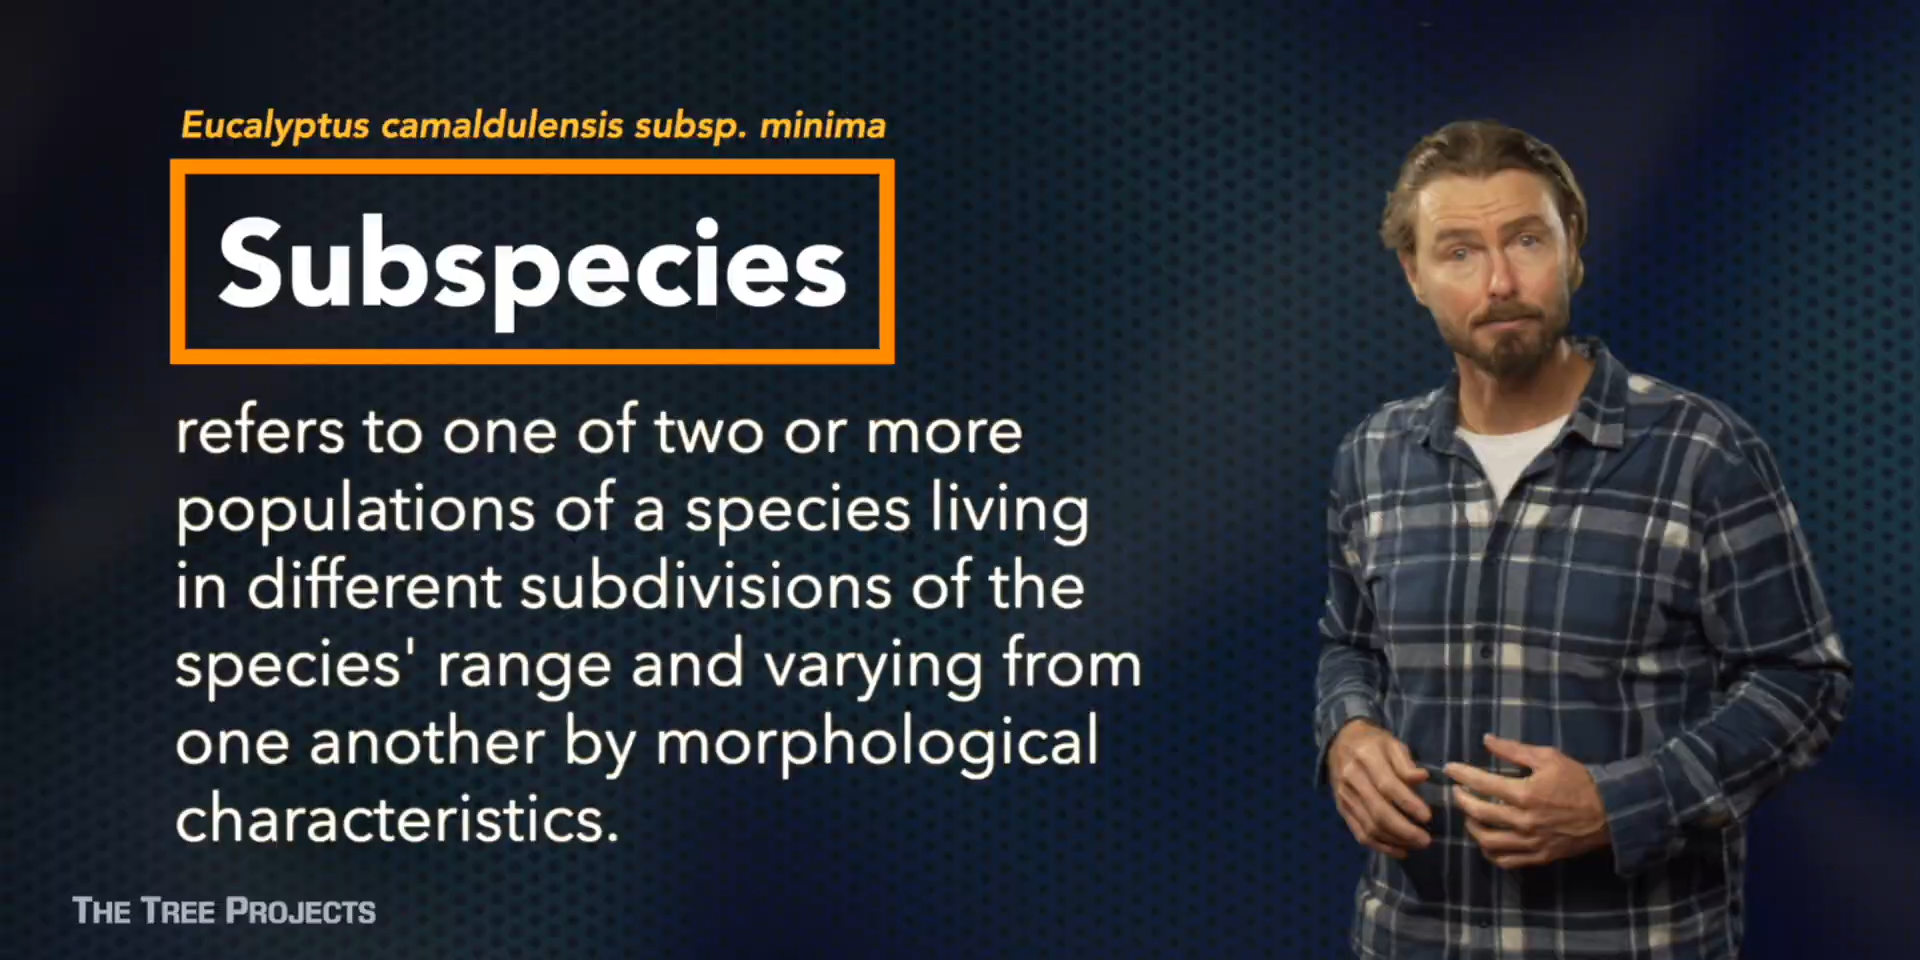 Eucalyptus camaldulensis subsp. minima
Subspecies
refers to one of two or more
populations of a species living
in different subdivisions of the
species' range and varying from
one another by morphological
characteristics.
THE TREE PROJECTS